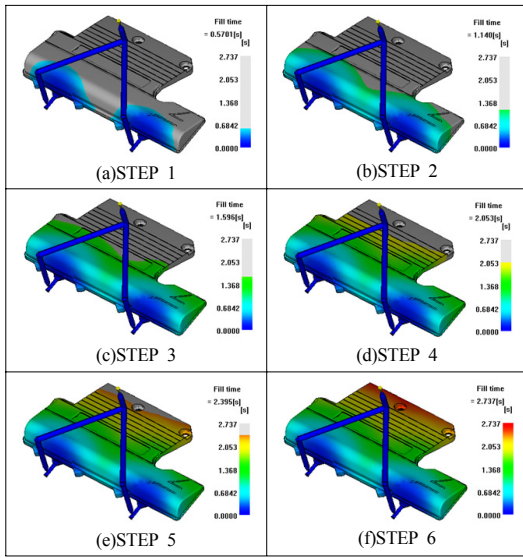 Fill time
= 0.5701[s]
[s]
2.737
2.053
1.368
0.6842
0.0000
(a)STEP 1
Fill time
= 1.140[s]
[s]
2.737
2.053
1.368
0.6842
0.0000
(b)STEP 2
Fill time
= 1.596[s]
[s]
2.737
2.053
1.368
0.6842
0.0000
(c)STEP 3
Fill time
= 2.053[s]
[s]
2.737
2.053
1.368
0.6842
0.0000
(d)STEP 4
Fill time
= 2.395[s]
[s]
2.737
2.053
1.368
0.6842
0.0000
(e)STEP 5
Fill time
= 2.737[s]
[s]
2.737
2.053
1.368
0.6842
0.0000
(f)STEP 6